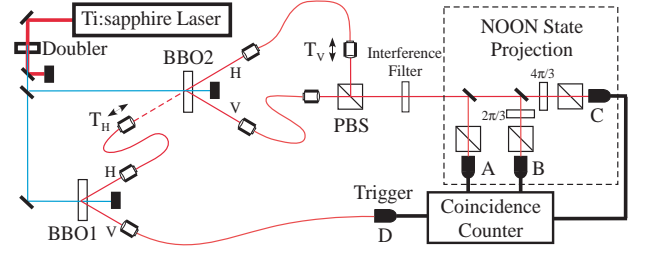 Ti:sapphire Laser
Doubler
BBO2
H
V
T_V
Interference
Filter
PBS
NOON State
Projection
4π/3
2π/3
C
A
B
T_H
H
V
BBO1
Trigger
D
Coincidence
Counter